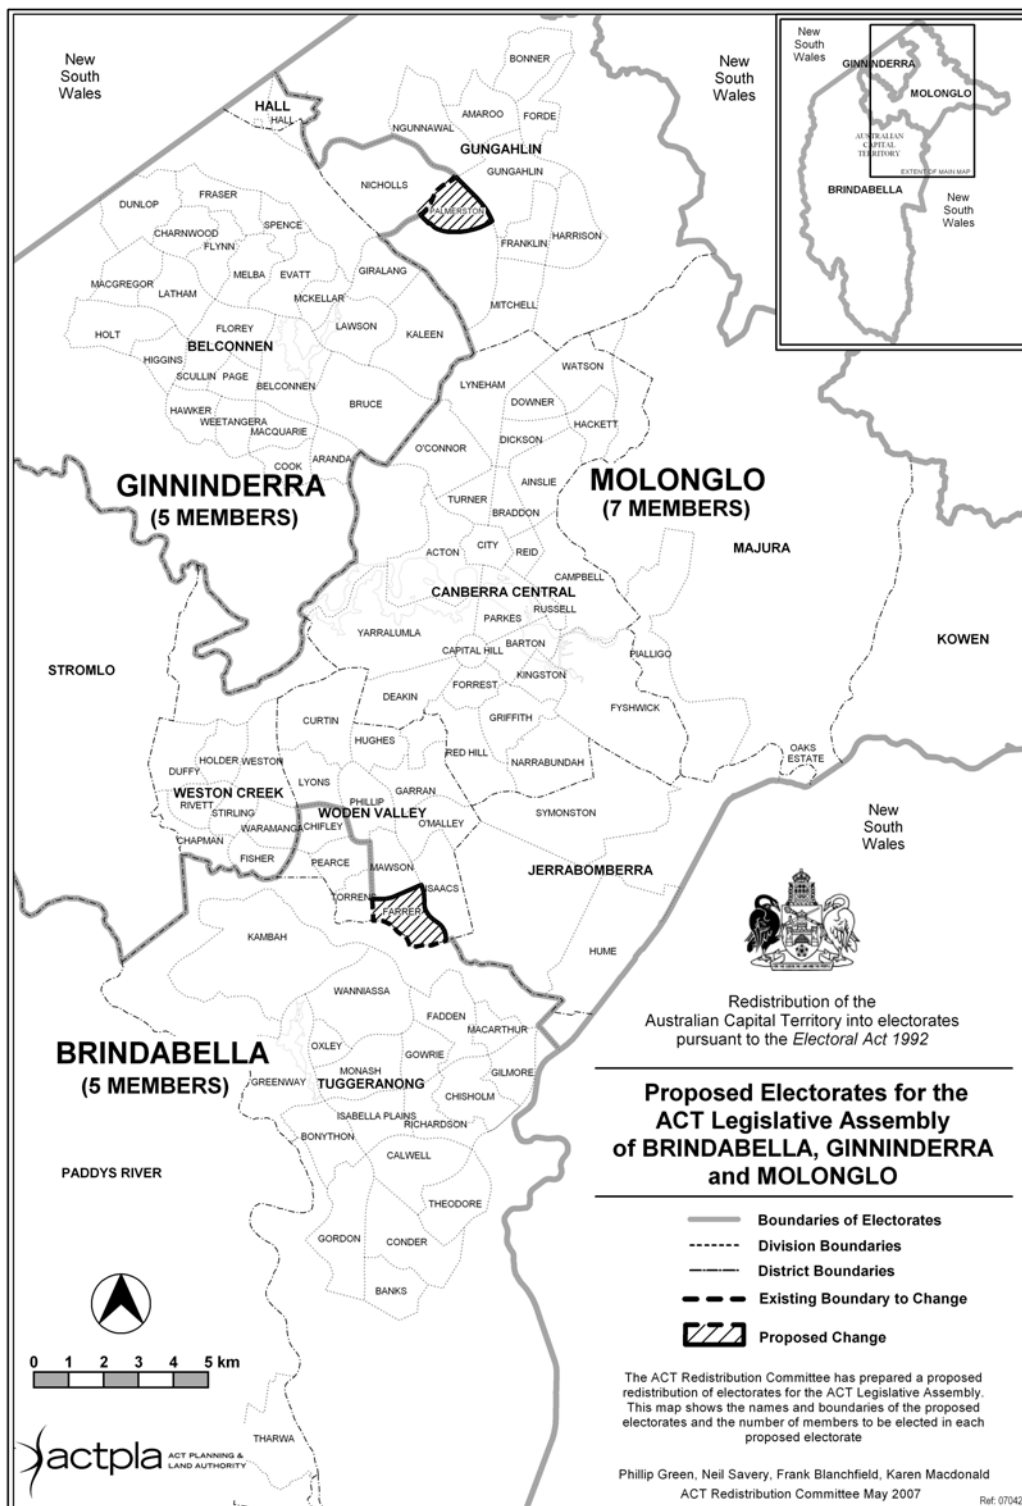 New
South
Wales
HALL
HALL
BONNER
AMAROO
FORDE
NGUNNAWAL
GUNGAHLIN
GUNGAHLIN
NICHOLLS
PALMERSTON
FRANKLIN
HARRISON
MITCHELL
New
South
Wales
New
South
Wales
GINNINDERRA
MOLONGLO
AUSTRALIAN
CAPITAL
TERRITORY
EXTENT OF MAIN MAP
BRINDABELLA
New
South
Wales
DUNLOP
FRASER
SPENCE
CHARNWOOD
FLYNN
MELBA
EVATT
GIRALANG
MACGREGOR
LATHAM
MCKELLAR
LAWSON
KALEEN
HOLT
FLOREY
BELCONNEN
HIGGINS
SCULLIN
PAGE
BELCONNEN
BRUCE
HAWKER
WEETANGERA
MACQUARIE
COOK
ARANDA
GINNINDERRA
(5 MEMBERS)
WATSON
LYNEHAM
DOWNER
HACKETT
DICKSON
O'CONNOR
AINSLIE
TURNER
BRADDON
MOLONGLO
(7 MEMBERS)
MAJURA
CITY
ACTON
REID
CAMPBELL
CANBERRA CENTRAL
RUSSELL
PARKES
YARRALUMLA
BARTON
CAPITAL HILL
PIALLIGO
KOWEN
STROMLO
KINGSTON
FORREST
DEAKIN
FYSHWICK
GRIFFITH
CURTIN
HUGHES
RED HILL
NARRABUNDAH
OAKS
ESTATE
HOLDER
WESTON
DUFFY
LYONS
GARRAN
WESTON CREEK
RIVETT
STIRLING
PHILLIP
WODEN VALLEY
SYMONSTON
New
South
Wales
WARAMANGA
CHIFLEY
O'MALLEY
CHAPMAN
FISHER
PEARCE
MAWSON
JERRABOMBERRA
ISAACS
TORRENS
FARRER
KAMBAH
HUME
WANNIASSA
FADDEN
MACARTHUR
OXLEY
GOWRIE
BRINDABELLA
(5 MEMBERS)
MONASH
GILMORE
GREENWAY
TUGGERANONG
CHISHOLM
ISABELLA PLAINS
RICHARDSON
BONYTHON
CALWELL
PADDYS RIVER
THEODORE
GORDON
CONDER
BANKS
THARWA
Redistribution of the
Australian Capital Territory into electorates
pursuant to the Electoral Act 1992
Proposed Electorates for the
ACT Legislative Assembly
of BRINDABELLA, GINNINDERRA
and MOLONGLO
Boundaries of Electorates
Division Boundaries
District Boundaries
Existing Boundary to Change
Proposed Change
The ACT Redistribution Committee has prepared a proposed
redistribution of electorates for the ACT Legislative Assembly.
This map shows the names and boundaries of the proposed
electorates and the number of members to be elected in each
proposed electorate
Phillip Green, Neil Savery, Frank Blanchfield, Karen Macdonald
ACT Redistribution Committee May 2007
Ref: 07042
0 1 2 3 4 5 km
actpla
ACT PLANNING &
LAND AUTHORITY